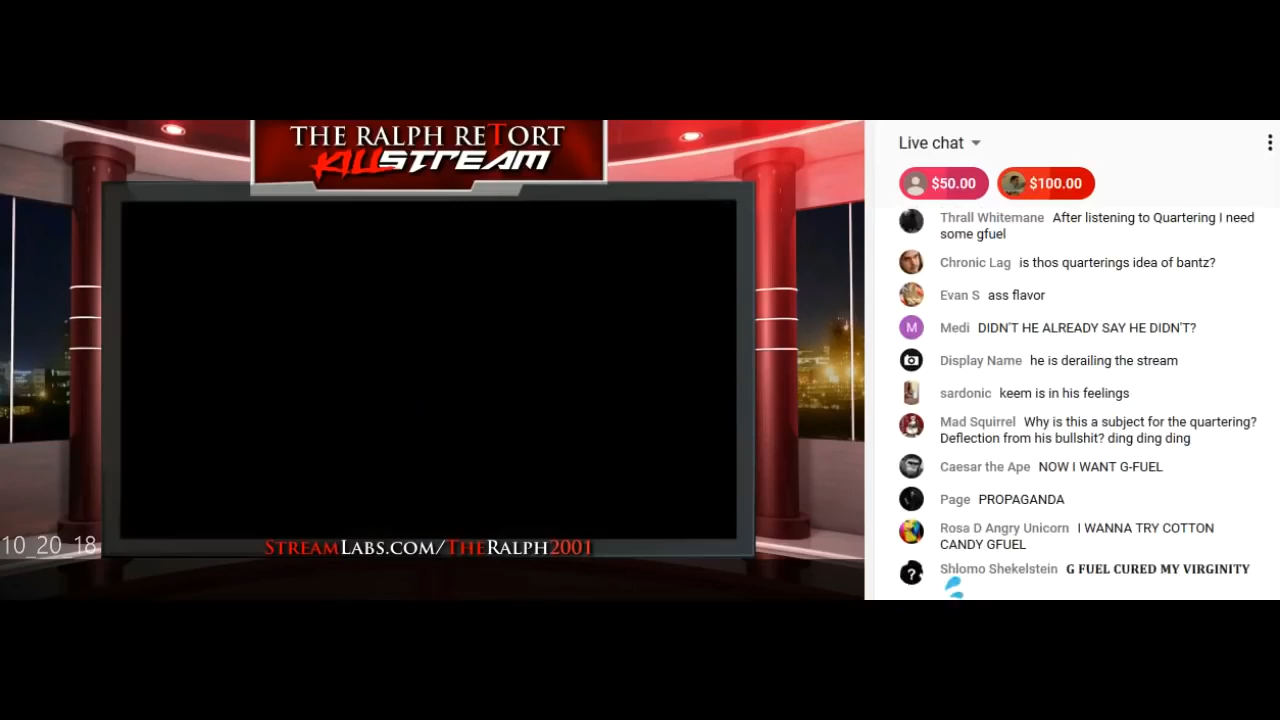 THE RALPH RETORT
KILLSTREAM
10 20 18
STREAMLABS.COM/THERALPH2001
Live chat
$50.00
$100.00
Thrall Whitemane After listening to Quartering I need
some gfuel
Chronic Lag is thos quarterings idea of bantz?
Evan S ass flavor
M
Medi DIDN'T HE ALREADY SAY HE DIDN'T?
Display Name he is derailing the stream
sardonic keem is in his feelings
Mad Squirrel Why is this a subject for the quartering?
Deflection from his bullshit? ding ding ding
Caesar the Ape NOW I WANT G-FUEL
Page PROPAGANDA
Rosa D Angry Unicorn I WANNA TRY COTTON
CANDY GFUEL
?
Shlomo Shekelstein G FUEL CURED MY VIRGINITY